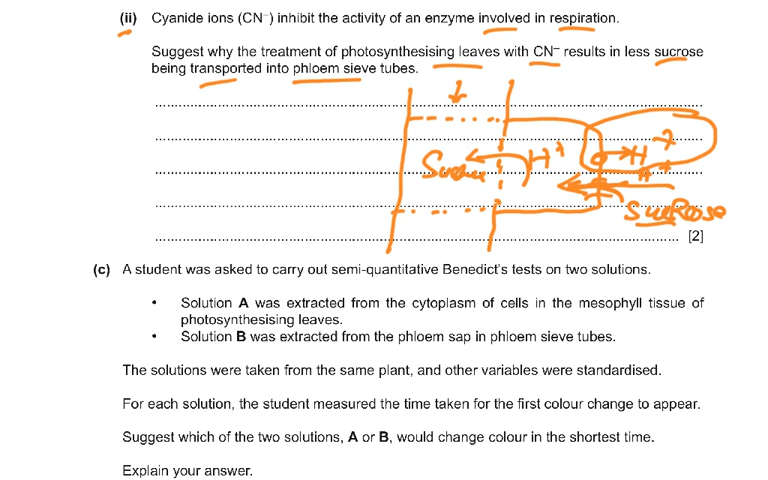 (ii) Cyanide ions (CN⁻) inhibit the activity of an enzyme involved in respiration.
Suggest why the treatment of photosynthesising leaves with CN⁻ results in less sucrose
being transported into phloem sieve tubes.
H⁺
H⁺
Sucrose
[2]
(c) A student was asked to carry out semi-quantitative Benedict's tests on two solutions.
• Solution A was extracted from the cytoplasm of cells in the mesophyll tissue of
photosynthesising leaves.
• Solution B was extracted from the phloem sap in phloem sieve tubes.
The solutions were taken from the same plant, and other variables were standardised.
For each solution, the student measured the time taken for the first colour change to appear.
Suggest which of the two solutions, A or B, would change colour in the shortest time.
Explain your answer.